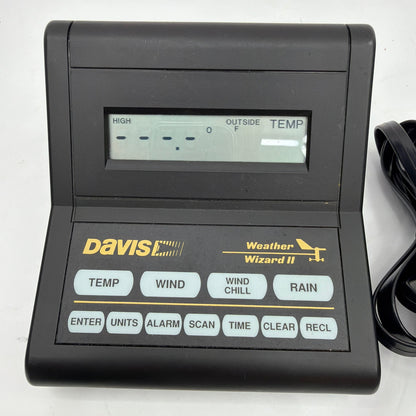 HIGH OUTSIDE TEMP
- - - . - ° F
DAVIS Weather
Wizard II
TEMP WIND WIND CHILL RAIN
ENTER UNITS ALARM SCAN TIME CLEAR RECL